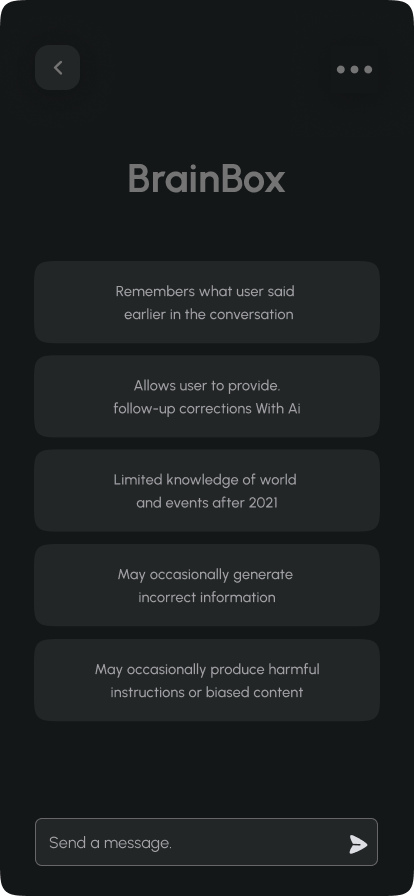 BrainBox
Remembers what user said
earlier in the conversation
Allows user to provide.
follow-up corrections With Ai
Limited knowledge of world
and events after 2021
May occasionally generate
incorrect information
May occasionally produce harmful
instructions or biased content
Send a message.